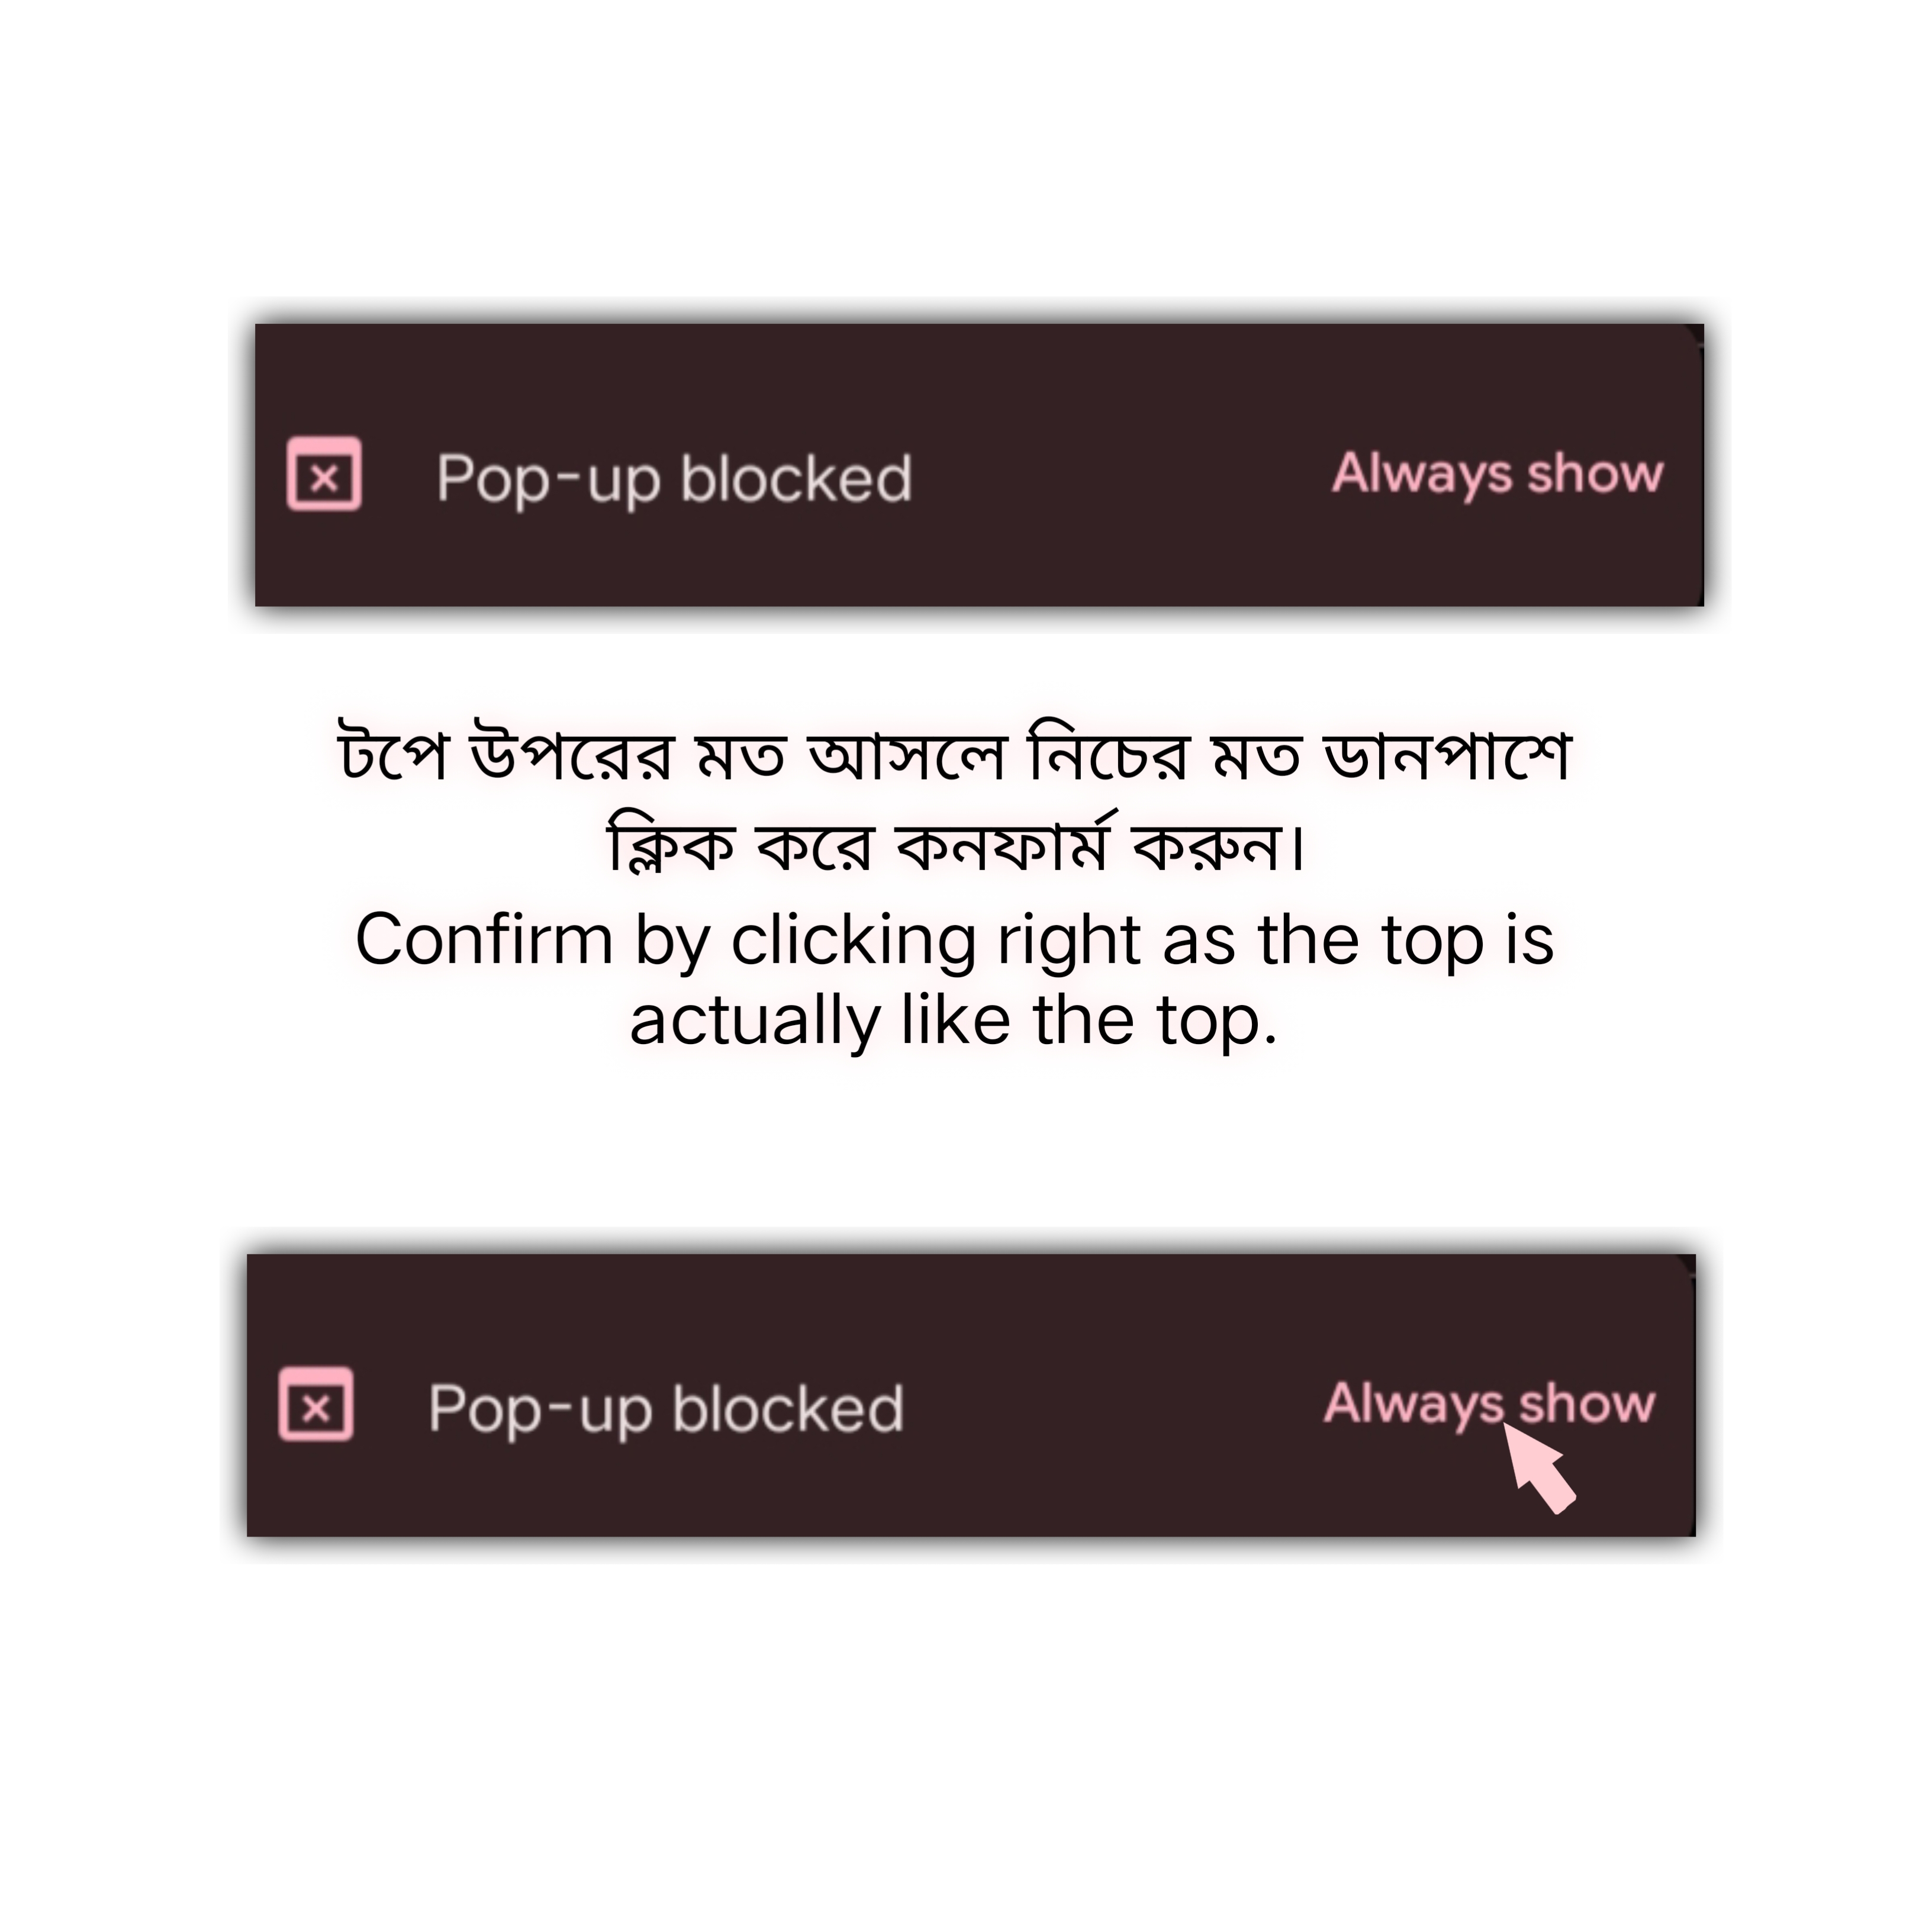 Pop-up blocked Always show
টপে উপরের মত আসলে নিচের মত ডানপাশে
ক্লিক করে কনফার্ম করুন।
Confirm by clicking right as the top is
actually like the top.
Pop-up blocked Always show